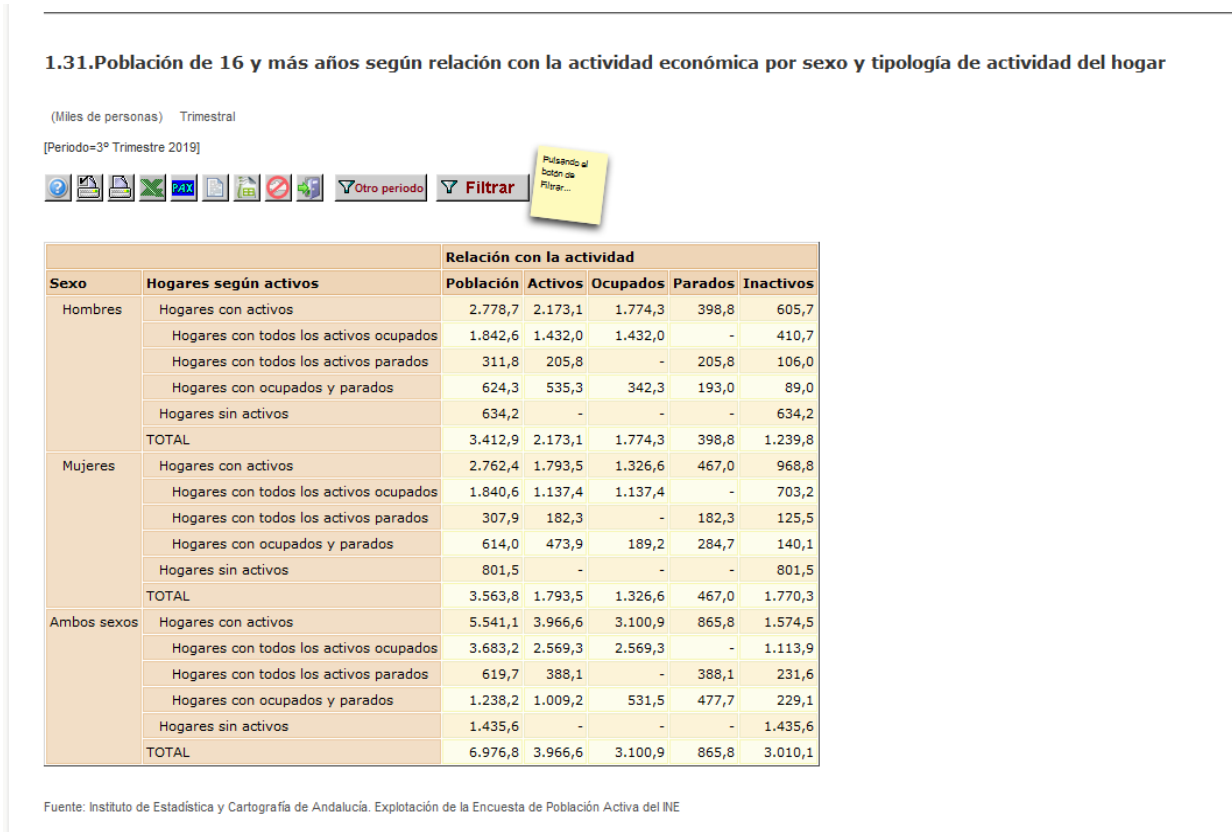 1.31.Población de 16 y más años según relación con la actividad económica por sexo y tipología de actividad del hogar
(Miles de personas) Trimestral
[Periodo=3º Trimestre 2019]
PAX Otro periodo Filtrar
Pulsando el
botón de
Filtrar...
Relación con la actividad
Sexo Hogares según activos Población Activos Ocupados Parados Inactivos
Hombres Hogares con activos 2.778,7 2.173,1 1.774,3 398,8 605,7
Hogares con todos los activos ocupados 1.842,6 1.432,0 1.432,0 - 410,7
Hogares con todos los activos parados 311,8 205,8 - 205,8 106,0
Hogares con ocupados y parados 624,3 535,3 342,3 193,0 89,0
Hogares sin activos 634,2 - - - 634,2
TOTAL 3.412,9 2.173,1 1.774,3 398,8 1.239,8
Mujeres Hogares con activos 2.762,4 1.793,5 1.326,6 467,0 968,8
Hogares con todos los activos ocupados 1.840,6 1.137,4 1.137,4 - 703,2
Hogares con todos los activos parados 307,9 182,3 - 182,3 125,5
Hogares con ocupados y parados 614,0 473,9 189,2 284,7 140,1
Hogares sin activos 801,5 - - - 801,5
TOTAL 3.563,8 1.793,5 1.326,6 467,0 1.770,3
Ambos sexos Hogares con activos 5.541,1 3.966,6 3.100,9 865,8 1.574,5
Hogares con todos los activos ocupados 3.683,2 2.569,3 2.569,3 - 1.113,9
Hogares con todos los activos parados 619,7 388,1 - 388,1 231,6
Hogares con ocupados y parados 1.238,2 1.009,2 531,5 477,7 229,1
Hogares sin activos 1.435,6 - - - 1.435,6
TOTAL 6.976,8 3.966,6 3.100,9 865,8 3.010,1
Fuente: Instituto de Estadística y Cartografía de Andalucía. Explotación de la Encuesta de Población Activa del INE